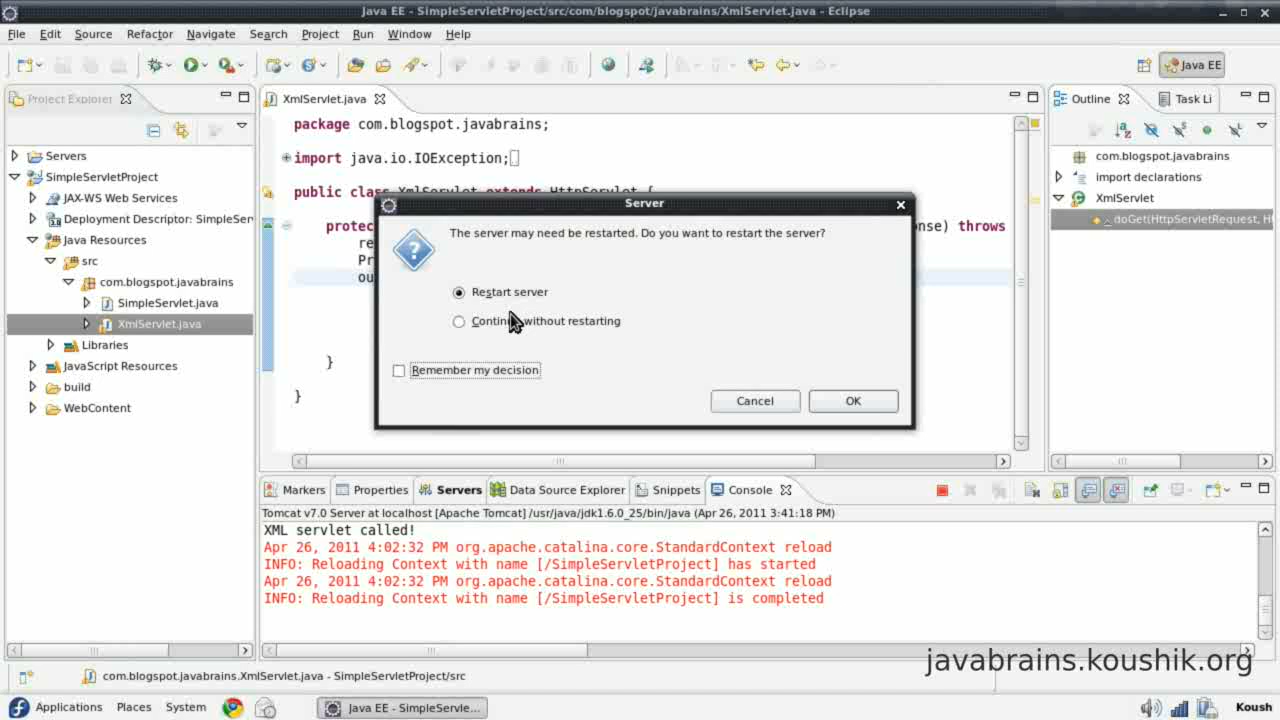 Java EE - SimpleServletProject/src/com/blogspot/javabrains/XmlServlet.java - Eclipse
File Edit Source Refactor Navigate Search Project Run Window Help
Java EE
Project Explorer
XmlServlet.java
Outline
Task Li
package com.blogspot.javabrains;
import java.io.IOException;
public class XmlServlet extends HttpServlet {
protec
nse) throws
re
Pr
ou
}
}
Servers
SimpleServletProject
JAX-WS Web Services
Deployment Descriptor: SimpleSer
Java Resources
src
com.blogspot.javabrains
SimpleServlet.java
XmlServlet.java
Libraries
JavaScript Resources
build
WebContent
com.blogspot.javabrains
import declarations
XmlServlet
doGet(HttpServletRequest, H
Server
The server may need be restarted. Do you want to restart the server?
Restart server
Continue without restarting
Remember my decision
Cancel
OK
Markers Properties Servers Data Source Explorer Snippets Console
Tomcat v7.0 Server at localhost [Apache Tomcat] /usr/java/jdk1.6.0_25/bin/java (Apr 26, 2011 3:41:18 PM)
XML servlet called!
Apr 26, 2011 4:02:32 PM org.apache.catalina.core.StandardContext reload
INFO: Reloading Context with name [/SimpleServletProject] has started
Apr 26, 2011 4:02:32 PM org.apache.catalina.core.StandardContext reload
INFO: Reloading Context with name [/SimpleServletProject] is completed
javabrains.koushik.org
com.blogspot.javabrains.XmlServlet.java - SimpleServletProject/src
Applications Places System
Java EE - SimpleServle...
Koush